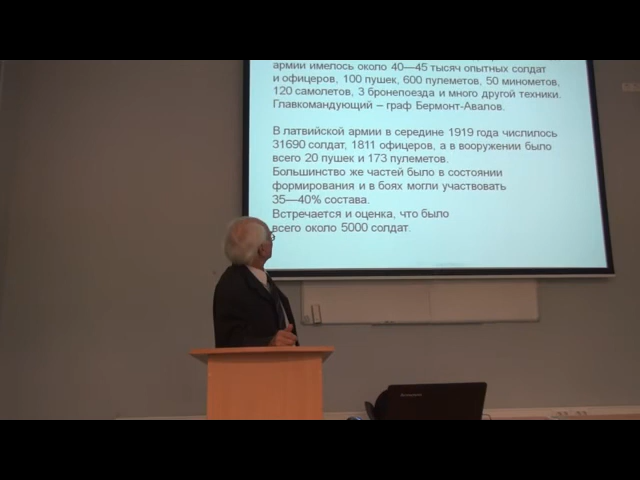 армии имелось около 40—45 тысяч опытных солдат
и офицеров, 100 пушек, 600 пулеметов, 50 минометов,
120 самолетов, 3 бронепоезда и много другой техники.
Главкомандующий – граф Бермонт-Авалов.
В латвийской армии в середине 1919 года числилось
31690 солдат, 1811 офицеров, а в вооружении было
всего 20 пушек и 173 пулеметов.
Большинство же частей было в состоянии
формирования и в боях могли участвовать
35—40% состава.
Встречается и оценка, что было
всего около 5000 солдат.